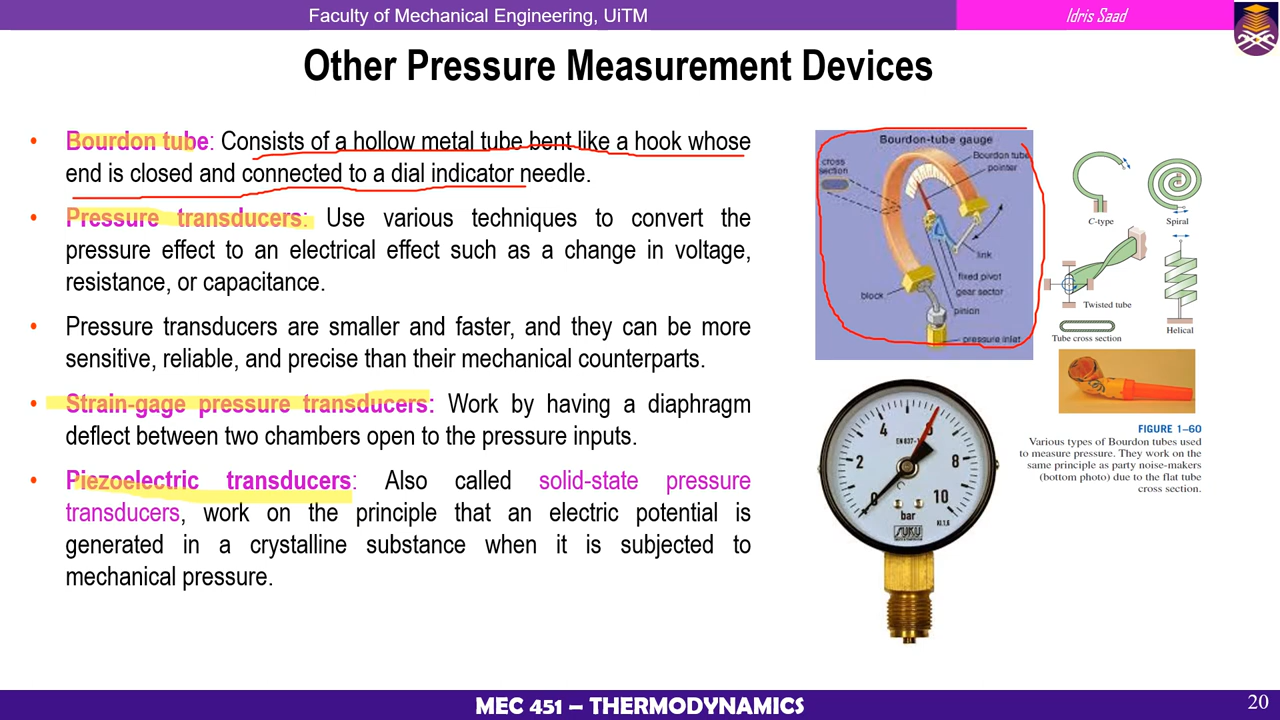 Faculty of Mechanical Engineering, UiTM
Idris Saad
Other Pressure Measurement Devices
• Bourdon tube: Consists of a hollow metal tube bent like a hook whose
end is closed and connected to a dial indicator needle.
• Pressure transducers: Use various techniques to convert the
pressure effect to an electrical effect such as a change in voltage,
resistance, or capacitance.
• Pressure transducers are smaller and faster, and they can be more
sensitive, reliable, and precise than their mechanical counterparts.
• Strain-gage pressure transducers: Work by having a diaphragm
deflect between two chambers open to the pressure inputs.
• Piezoelectric transducers: Also called solid-state pressure
transducers, work on the principle that an electric potential is
generated in a crystalline substance when it is subjected to
mechanical pressure.
Bourdon-tube gauge
cross
section
Bourdon tube
pointer
link
fixed pivot
gear sector
block
pinion
pressure inlet
C-type
Spiral
Twisted tube
Helical
Tube cross section
4
EN 837-1
2
8
0
10
bar
KI.1,6
SUKU
FIGURE 1–60
Various types of Bourdon tubes used
to measure pressure. They work on the
same principle as party noise-makers
(bottom photo) due to the flat tube
cross section.
MEC 451 – THERMODYNAMICS
20